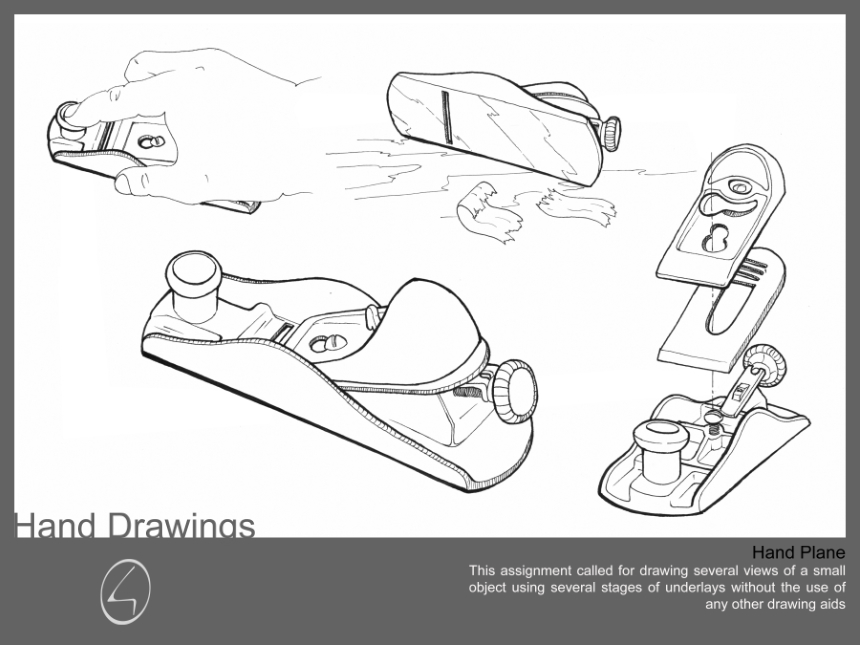 Hand Drawings
Hand Plane
This assignment called for drawing several views of a small
object using several stages of underlays without the use of
any other drawing aids